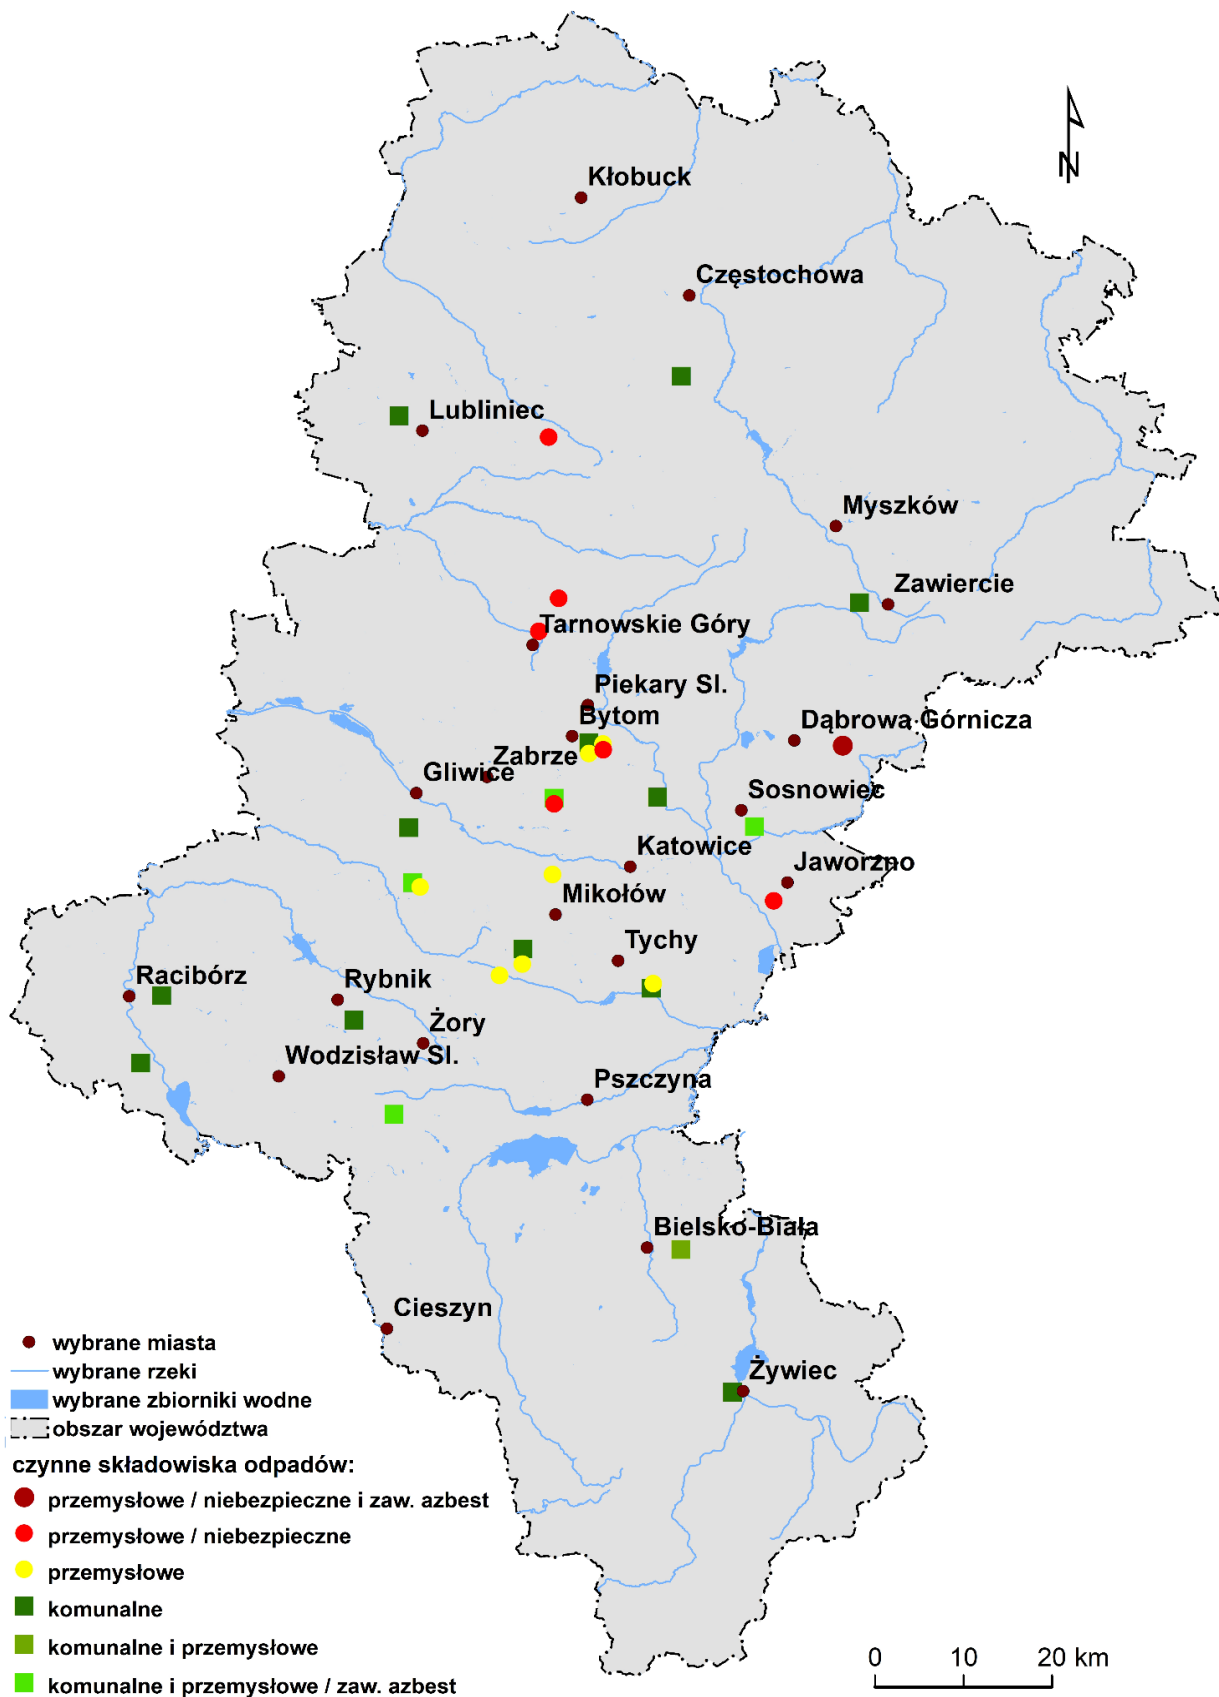 N
Kłobuck
Częstochowa
Lubliniec
Myszków
Zawiercie
Tarnowskie Góry
Piekary Sl.
Bytom
Dąbrowa Górnicza
Zabrze
Gliwice
Sosnowiec
Katowice
Jaworzno
Mikołów
Tychy
Racibórz
Rybnik
Żory
Wodzisław Sl.
Pszczyna
Bielsko-Biała
Cieszyn
Żywiec
wybrane miasta
wybrane rzeki
wybrane zbiorniki wodne
obszar województwa
czynne składowiska odpadów:
przemysłowe / niebezpieczne i zaw. azbest
przemysłowe / niebezpieczne
przemysłowe
komunalne
komunalne i przemysłowe
komunalne i przemysłowe / zaw. azbest
0 10 20 km